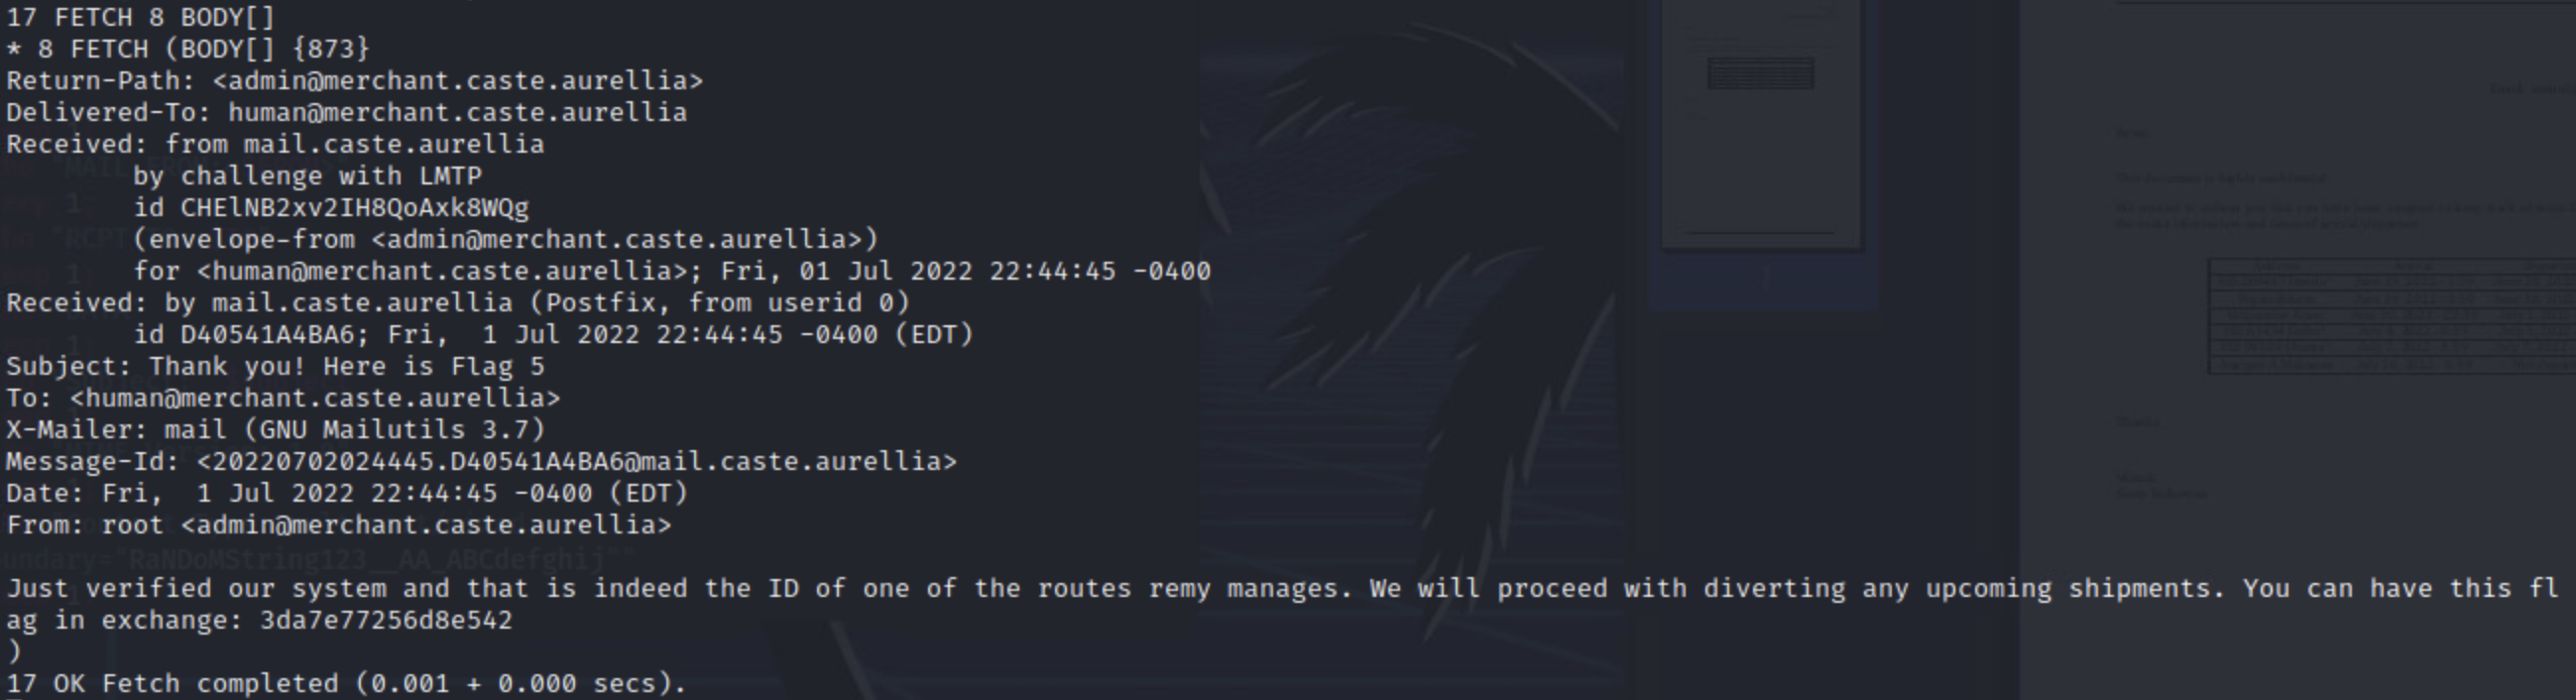 17 FETCH 8 BODY[]
* 8 FETCH (BODY[] {873}
Return-Path: <admin@merchant.caste.aurellia>
Delivered-To: human@merchant.caste.aurellia
Received: from mail.caste.aurellia
        by challenge with LMTP
        id CHElNB2xv2IH8QoAxk8WQg
        (envelope-from <admin@merchant.caste.aurellia>)
        for <human@merchant.caste.aurellia>; Fri, 01 Jul 2022 22:44:45 -0400
Received: by mail.caste.aurellia (Postfix, from userid 0)
        id D40541A4BA6; Fri,  1 Jul 2022 22:44:45 -0400 (EDT)
Subject: Thank you! Here is Flag 5
To: <human@merchant.caste.aurellia>
X-Mailer: mail (GNU Mailutils 3.7)
Message-Id: <20220702024445.D40541A4BA6@mail.caste.aurellia>
Date: Fri,  1 Jul 2022 22:44:45 -0400 (EDT)
From: root <admin@merchant.caste.aurellia>
undary="RaNDoMString123__AA_ABCdefghij""
Just verified our system and that is indeed the ID of one of the routes remy manages. We will proceed with diverting any upcoming shipments. You can have this fl
ag in exchange: 3da7e77256d8e542
)
17 OK Fetch completed (0.001 + 0.000 secs).